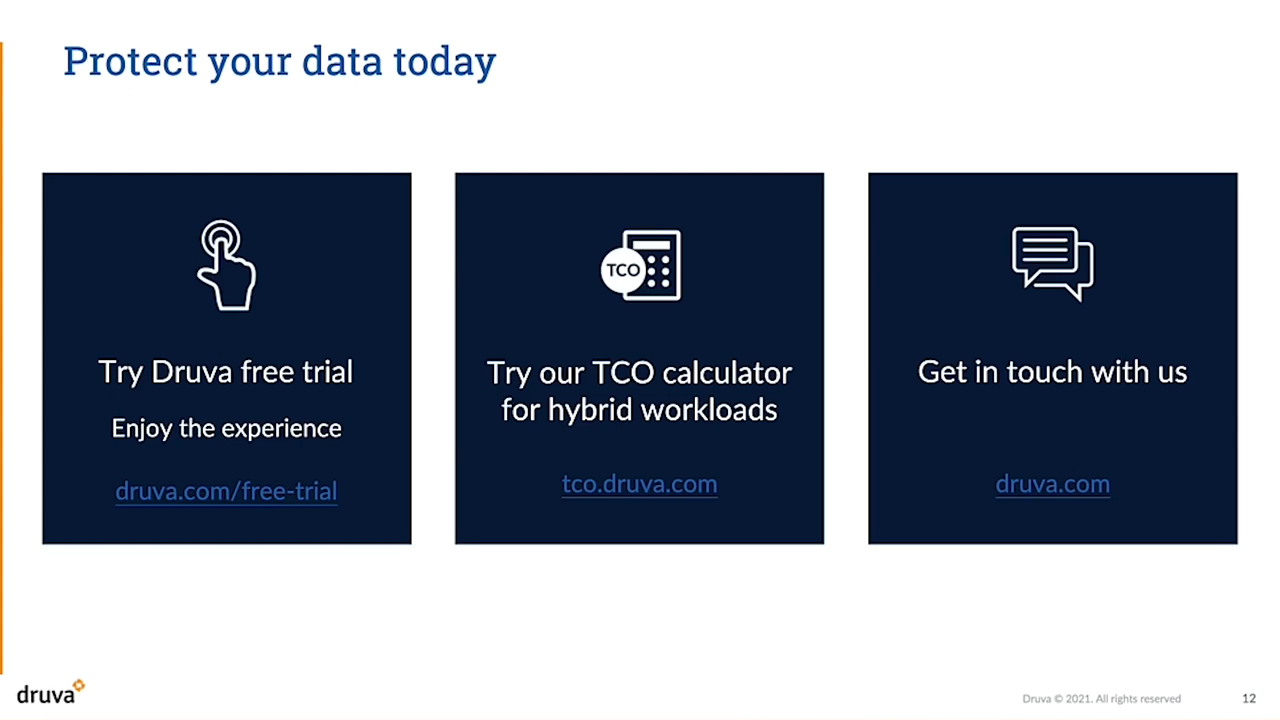 Protect your data today
Try Druva free trial
Enjoy the experience
druva.com/free-trial
TCO
Try our TCO calculator
for hybrid workloads
tco.druva.com
Get in touch with us
druva.com
druva
Druva © 2021. All rights reserved
12